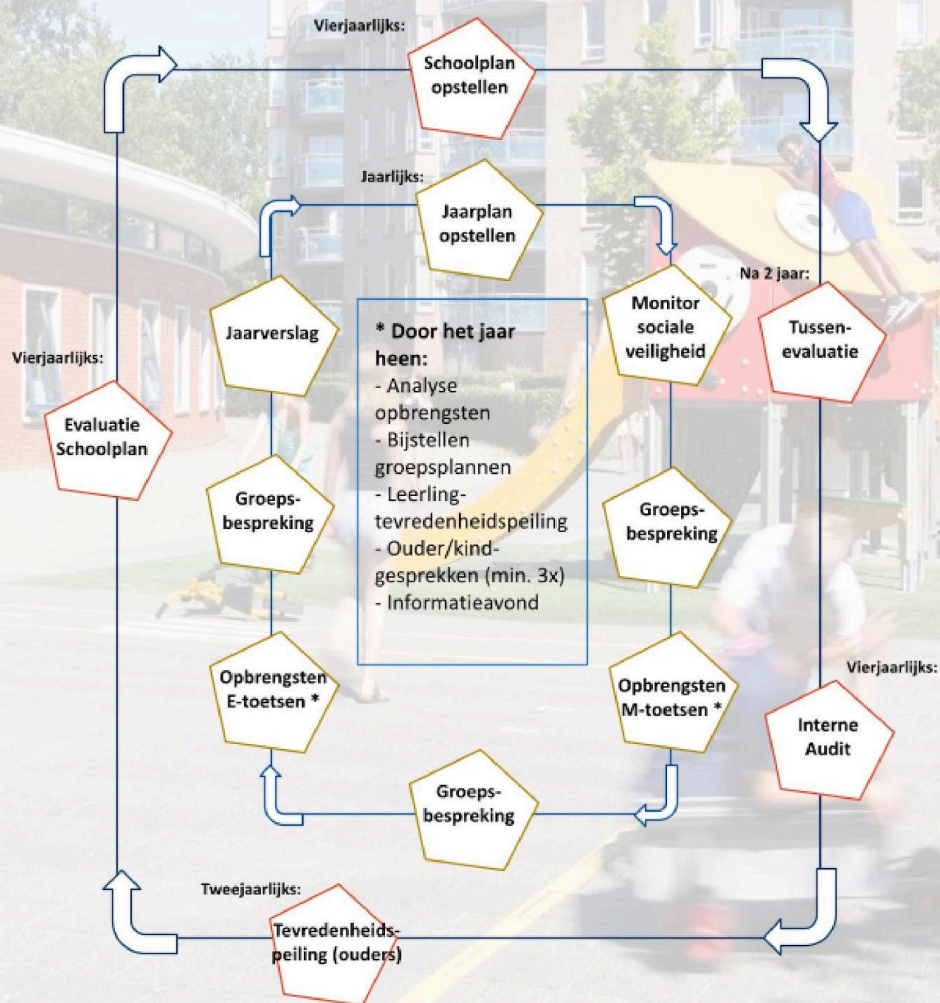 Vierjaarlijks:
Schoolplan
opstellen
Jaarlijks:
Jaarplan
opstellen
Na 2 jaar:
Tussen-
evaluatie
Monitor
sociale
veiligheid
Jaarverslag
* Door het jaar
heen:
- Analyse
opbrengsten
- Bijstellen
groepsplannen
- Leerling-
tevredenheidspeiling
- Ouder/kind-
gesprekken (min. 3x)
- Informatieavond
Vierjaarlijks:
Evaluatie
Schoolplan
Groeps-
bespreking
Groeps-
bespreking
Opbrengsten
E-toetsen *
Opbrengsten
M-toetsen *
Vierjaarlijks:
Interne
Audit
Groeps-
bespreking
Tweejaarlijks:
Tevredenheids-
peiling (ouders)